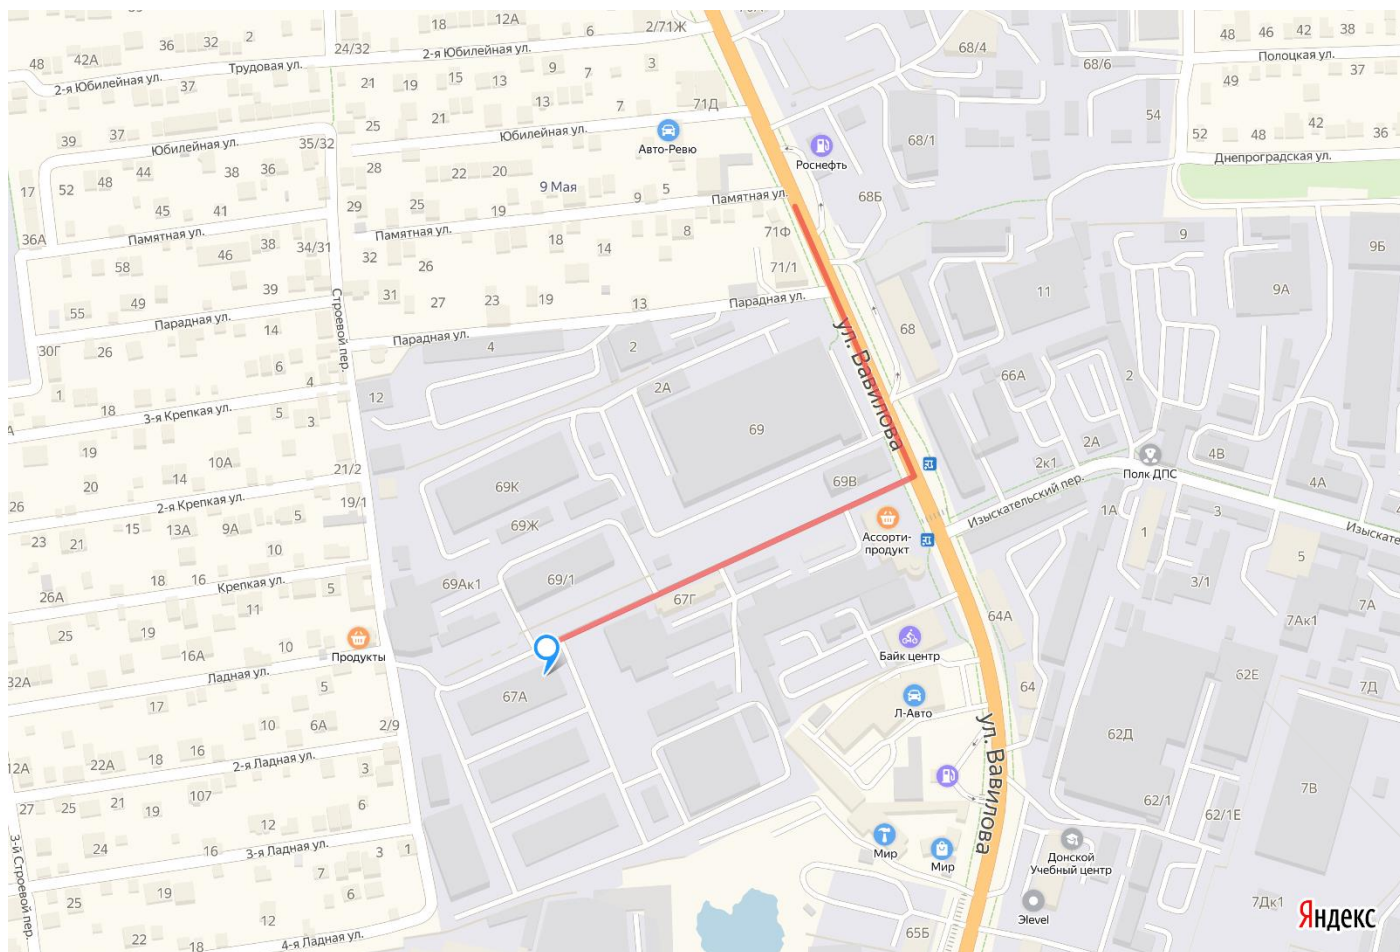 18
12А
2/71Ж
36
32
2
24/32
2-я Юбилейная ул.
6
68/4
48
46
42
38
48
42А
Трудовая ул.
Полоцкая ул.
2-я Юбилейная ул.
37
21
19
15
13
9
7
3
68/6
49
37
39
37
25
21
13
7
71Д
54
Юбилейная ул.
Юбилейная ул.
35/32
Авто-Ревю
Роснефть
68/1
52
48
42
36
Днепроградская ул.
17
52
48
44
38
36
28
22
20
9 Мая
5
68Б
45
41
29
25
19
9
Памятная ул.
36А
Памятная ул.
34/31
Памятная ул.
8
71Ф
9
9Б
58
46
38
32
26
18
14
71/1
55
49
39
31
27
23
19
13
Парадная ул.
11
9А
Парадная ул.
14
Строевой пер.
Парадная ул.
4
2
ул. Вавилова
68
30Г
26
6
4
12
2А
66А
2
1
18
3-я Крепкая ул.
5
3
69
2А
4В
19
10А
21/2
69К
69В
2к1
Полк ДПС
4А
20
14
26
2-я Крепкая ул.
19/1
Изыскательский пер.
1А
3
Изыскатель
15
13А
9А
5
69Ж
Ассорти-
продукт
1
23
21
10
5
18
16
Крепкая ул.
5
69Ак1
69/1
3/1
7А
26А
11
67Г
64А
7Ак1
25
19
10
Продукты
Байк центр
16А
62Е
32А
Ладная ул.
5
67А
64
7Д
17
Л-Авто
10
6А
2/9
ул. Вавилова
62Д
12А
22А
18
16
2-я Ладная ул.
3
27
25
21
19
107
6
62/1
62/1Е
7В
12
24
16
3-я Ладная ул.
3
1
Мир
Мир
Донской
Учебный центр
3-й Строевой пер.
25
19
7
6
12
Эlevel
7Дк1
22
18
4-я Ладная ул.
65Б
Яндекс